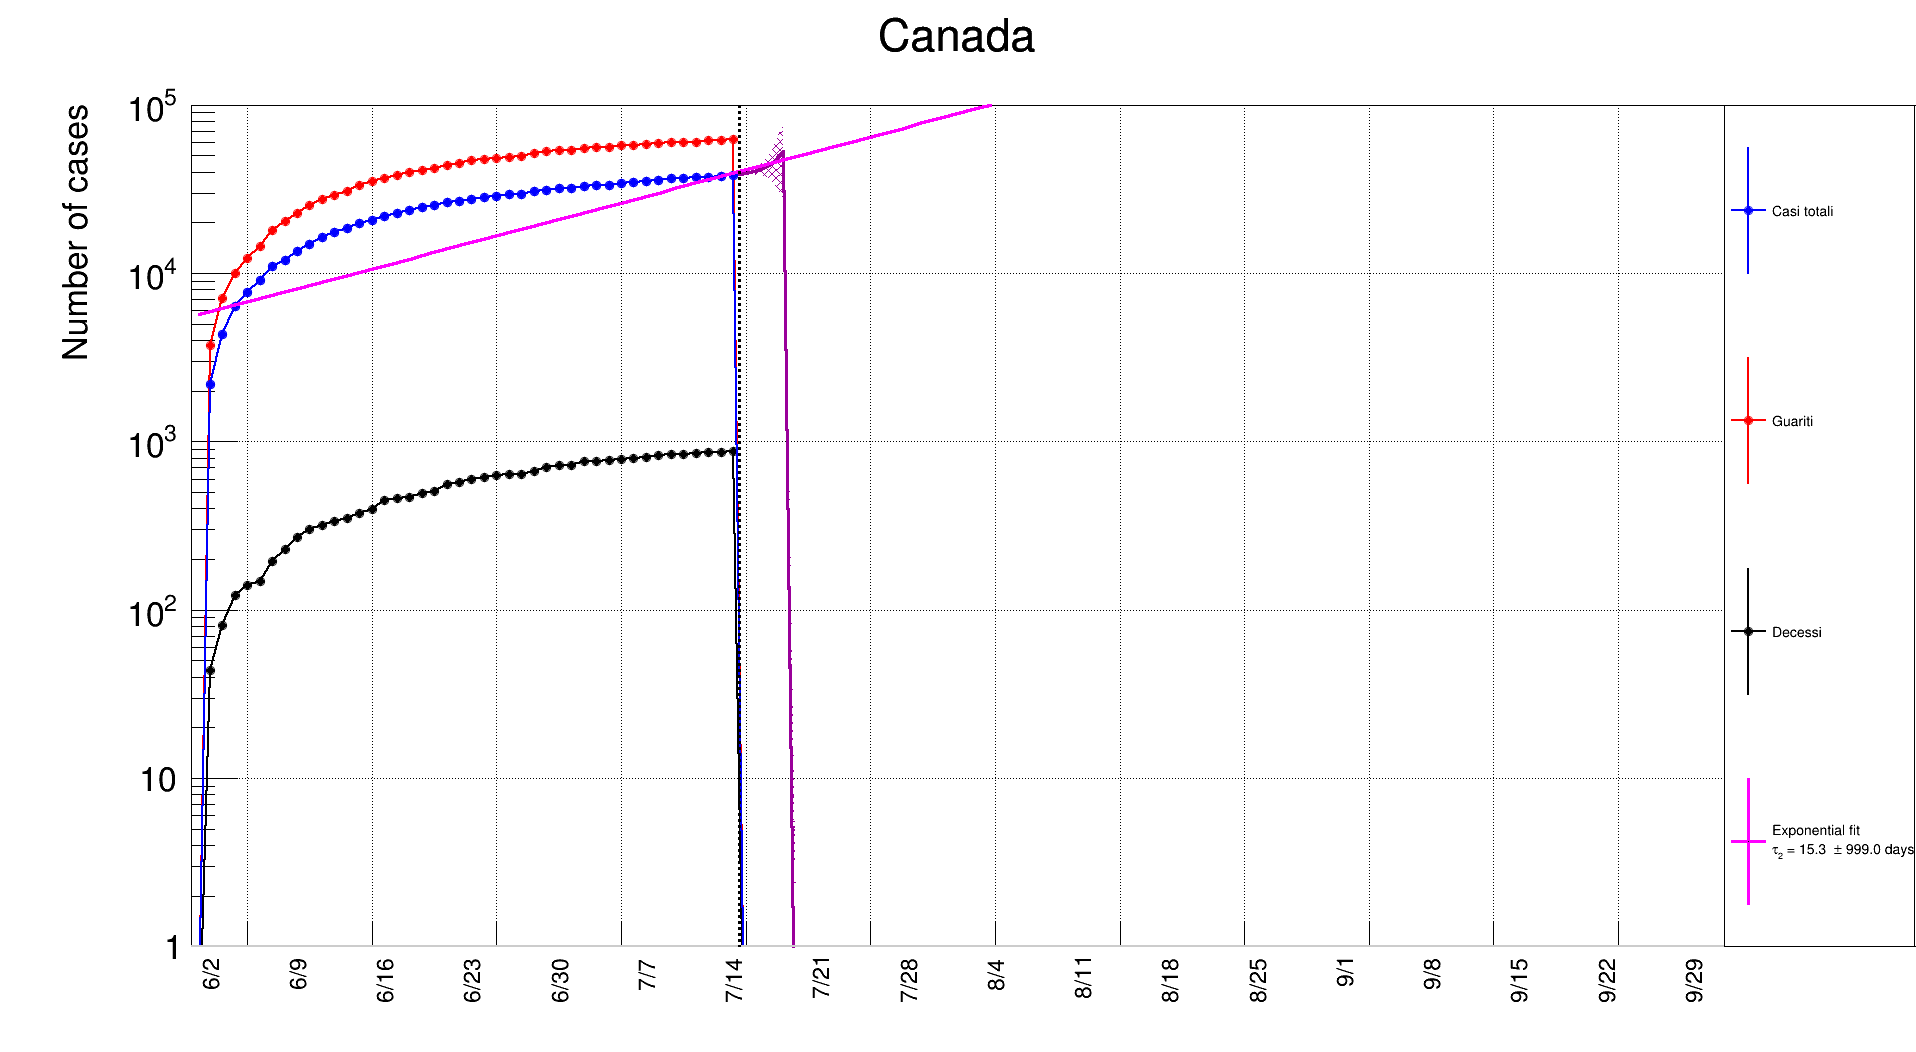 Canada
Number of cases
10^5
10^4
10^3
10^2
10
1
6/2 6/9 6/16 6/23 6/30 7/7 7/14 7/21 7/28 8/4 8/11 8/18 8/25 9/1 9/8 9/15 9/22 9/29
Casi totali
Guariti
Decessi
Exponential fit
τ₂ = 15.3 ± 999.0 days